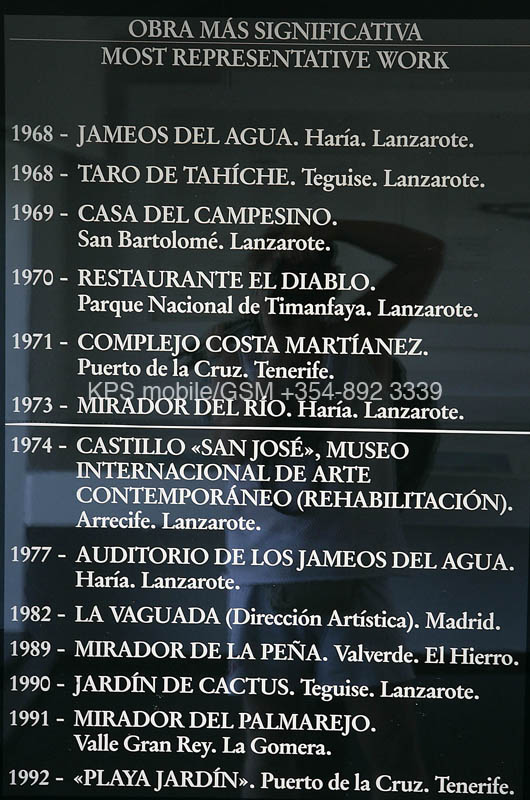 OBRA MÁS SIGNIFICATIVA
MOST REPRESENTATIVE WORK
1968 - JAMEOS DEL AGUA. Haría. Lanzarote.
1968 - TARO DE TAHÍCHE. Teguise. Lanzarote.
1969 - CASA DEL CAMPESINO.
San Bartolomé. Lanzarote.
1970 - RESTAURANTE EL DIABLO.
Parque Nacional de Timanfaya. Lanzarote.
1971 - COMPLEJO COSTA MARTÍANEZ.
Puerto de la Cruz. Tenerife.
KPS mobile/GSM +354-892 3339
1973 - MIRADOR DEL RÍO. Haría. Lanzarote.
1974 - CASTILLO «SAN JOSÉ», MUSEO
INTERNACIONAL DE ARTE
CONTEMPORÁNEO (REHABILITACIÓN).
Arrecife. Lanzarote.
1977 - AUDITORIO DE LOS JAMEOS DEL AGUA.
Haría. Lanzarote.
1982 - LA VAGUADA (Dirección Artística). Madrid.
1989 - MIRADOR DE LA PEÑA. Valverde. El Hierro.
1990 - JARDÍN DE CACTUS. Teguise. Lanzarote.
1991 - MIRADOR DEL PALMAREJO.
Valle Gran Rey. La Gomera.
1992 - «PLAYA JARDÍN». Puerto de la Cruz. Tenerife.